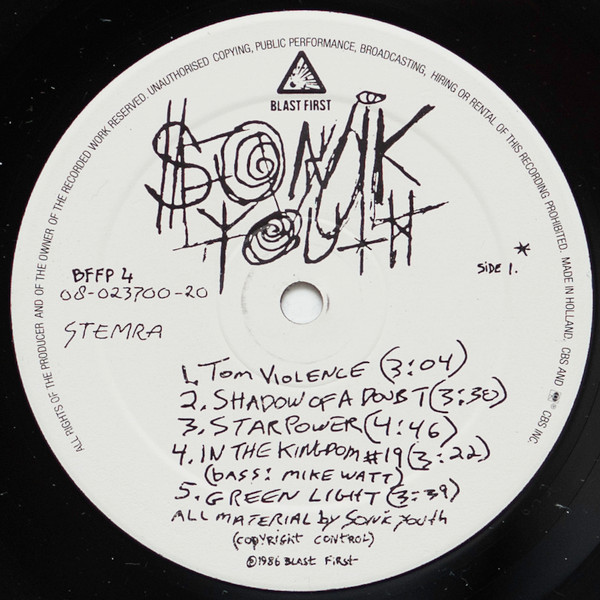 ALL RIGHTS OF THE PRODUCER AND OF THE OWNER OF THE RECORDED WORK RESERVED. UNAUTHORISED COPYING, PUBLIC PERFORMANCE, BROADCASTING, HIRING OR RENTAL OF THIS RECORDING PROHIBITED. MADE IN HOLLAND. CBS AND ® CBS INC.
BLAST FIRST
SONIK
YOUTH
BFFP 4
08-023700-20
SIDE 1. *
STEMRA
1. TOM VIOLENCE (3:04)
2. SHADOW OF A DOUBT (3:30)
3. STARPOWER (4:46)
4. IN THE KINGDOM #19 (3:22)
(BASS: MIKE WATT)
5. GREEN LIGHT (3:39)
ALL MATERIAL by SONIK YOUTH
(COPYRIGHT CONTROL)
©1986 BLAST FIRST